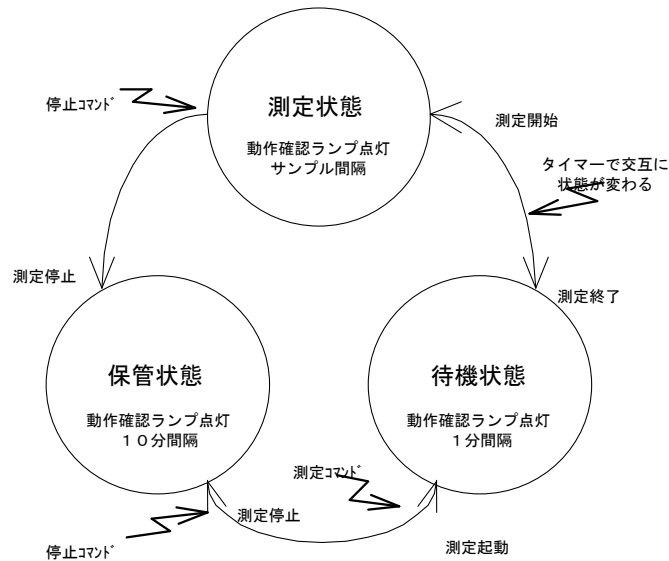 停止ｺﾏﾝﾄﾞ
測定状態
動作確認ランプ点灯
サンプル間隔
測定開始
タイマーで交互に
状態が変わる
測定停止
測定終了
保管状態
動作確認ランプ点灯
１０分間隔
待機状態
動作確認ランプ点灯
１分間隔
測定ｺﾏﾝﾄﾞ
測定停止
停止ｺﾏﾝﾄﾞ
測定起動